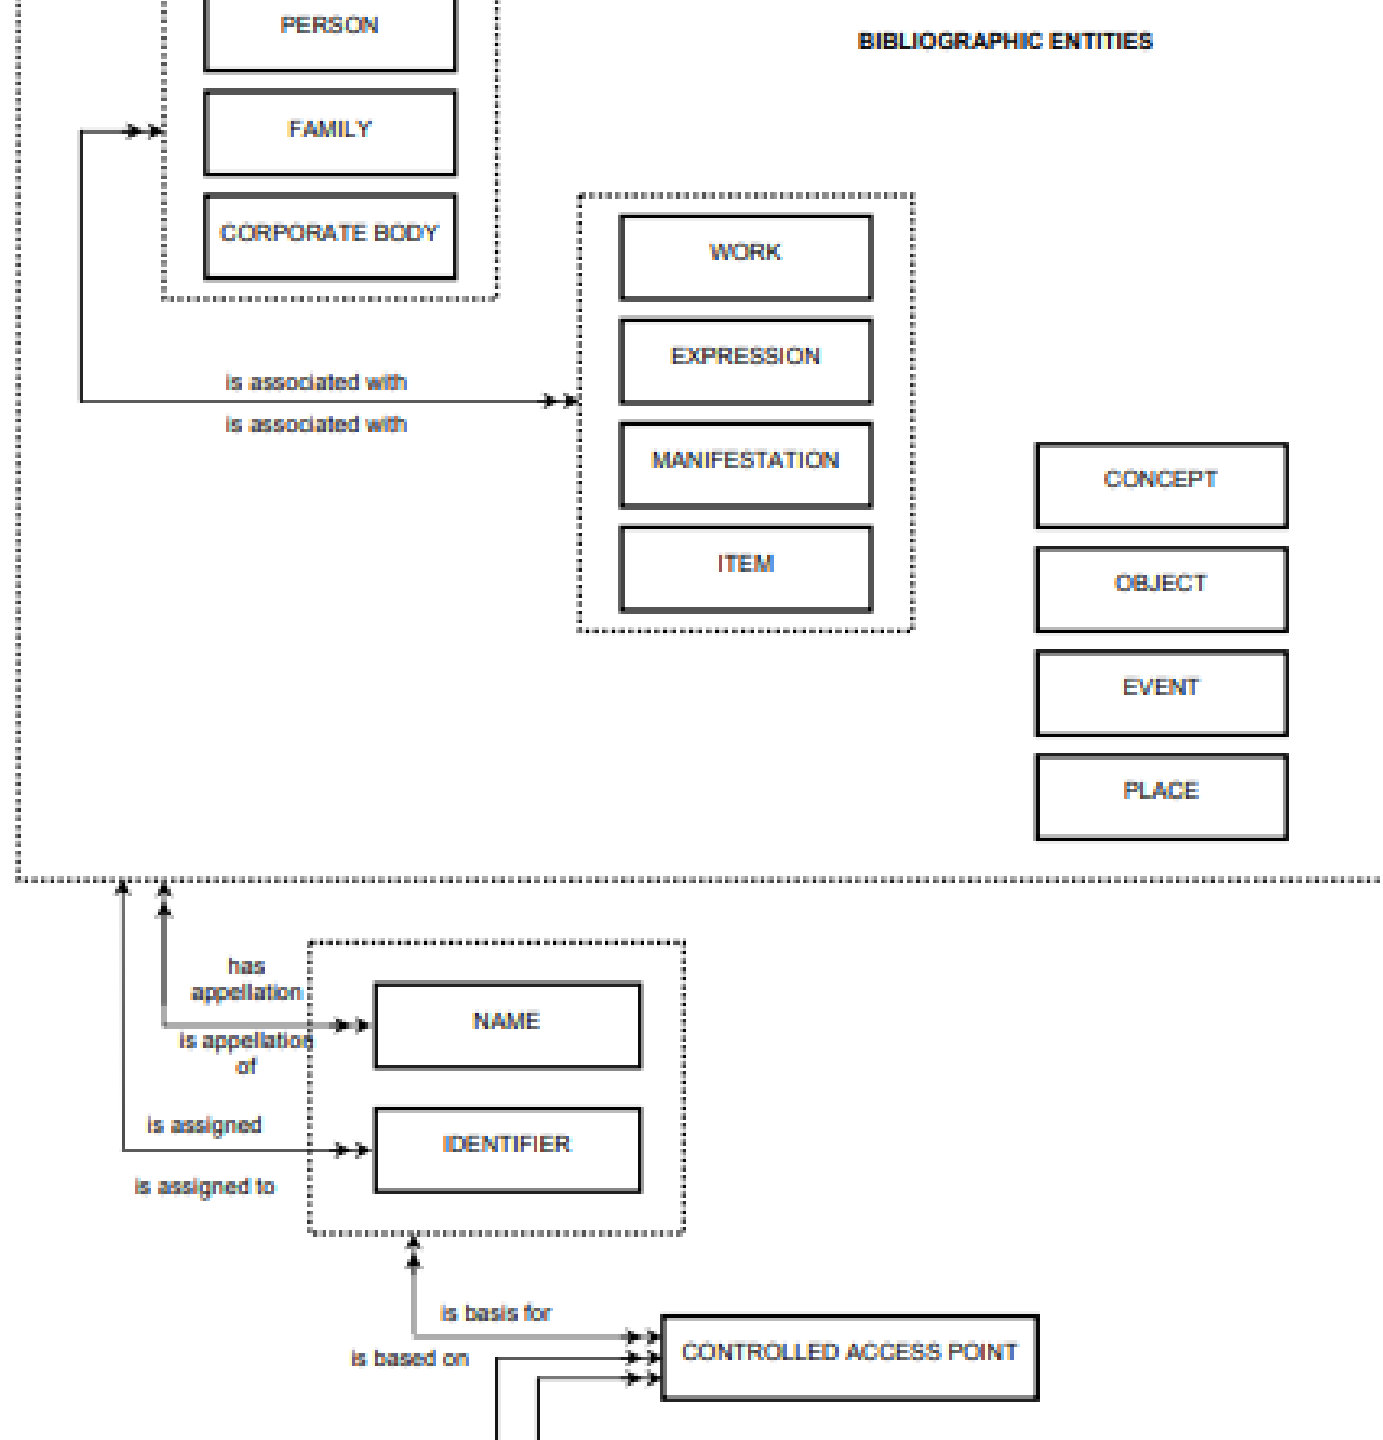 PERSON
BIBLIOGRAPHIC ENTITIES
FAMILY
CORPORATE BODY
WORK
EXPRESSION
is associated with
is associated with
MANIFESTATION
CONCEPT
ITEM
OBJECT
EVENT
PLACE
has
appellation
NAME
is appellation
of
is assigned
IDENTIFIER
is assigned to
is basis for
is based on
CONTROLLED ACCESS POINT